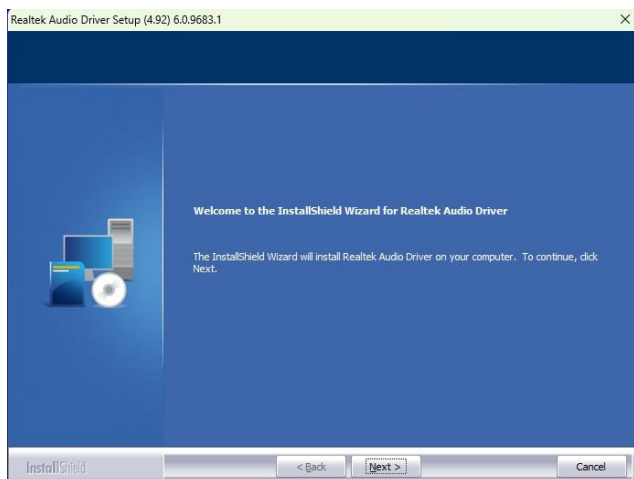 Realtek Audio Driver Setup (4.92) 6.0.9683.1
Welcome to the InstallShield Wizard for Realtek Audio Driver
The InstallShield Wizard will install Realtek Audio Driver on your computer. To continue, click
Next.
InstallShield
< Back
Next >
Cancel